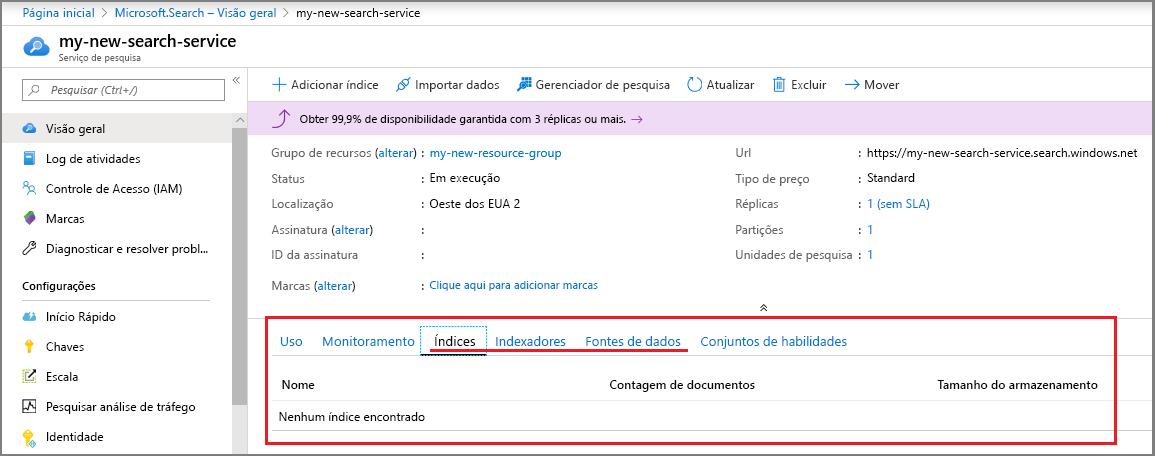 Página inicial > Microsoft.Search – Visão geral > my-new-search-service
my-new-search-service
Serviço de pesquisa
Pesquisar (Ctrl+/)
Visão geral
Log de atividades
Controle de Acesso (IAM)
Marcas
Diagnosticar e resolver probl...
Configurações
Início Rápido
Chaves
Escala
Pesquisar análise de tráfego
Identidade
Adicionar índice Importar dados Gerenciador de pesquisa Atualizar Excluir Mover
Obter 99,9% de disponibilidade garantida com 3 réplicas ou mais. →
Grupo de recursos (alterar) : my-new-resource-group
Status : Em execução
Localização : Oeste dos EUA 2
Assinatura (alterar) :
ID da assinatura :
Marcas (alterar) : Clique aqui para adicionar marcas
Url : https://my-new-search-service.search.windows.net
Tipo de preço : Standard
Réplicas : 1 (sem SLA)
Partições : 1
Unidades de pesquisa : 1
Uso Monitoramento Índices Indexadores Fontes de dados Conjuntos de habilidades
Nome Contagem de documentos Tamanho do armazenamento
Nenhum índice encontrado